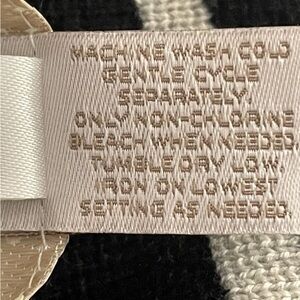 MACHINE WASH COLD
GENTLE CYCLE
SEPARATELY.
ONLY NON-CHLORINE
BLEACH WHEN NEEDED.
TUMBLE DRY LOW
IRON ON LOWEST
SETTING AS NEEDED.